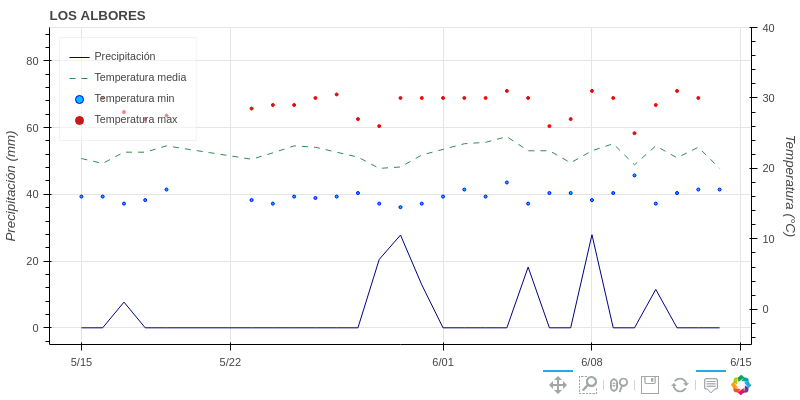 LOS ALBORES
Precipitación
Temperatura media
Temperatura min
Temperatura max
Precipitación (mm)
80
60
40
20
0
Temperatura (°C)
40
30
20
10
0
5/15 5/22 6/01 6/08 6/15